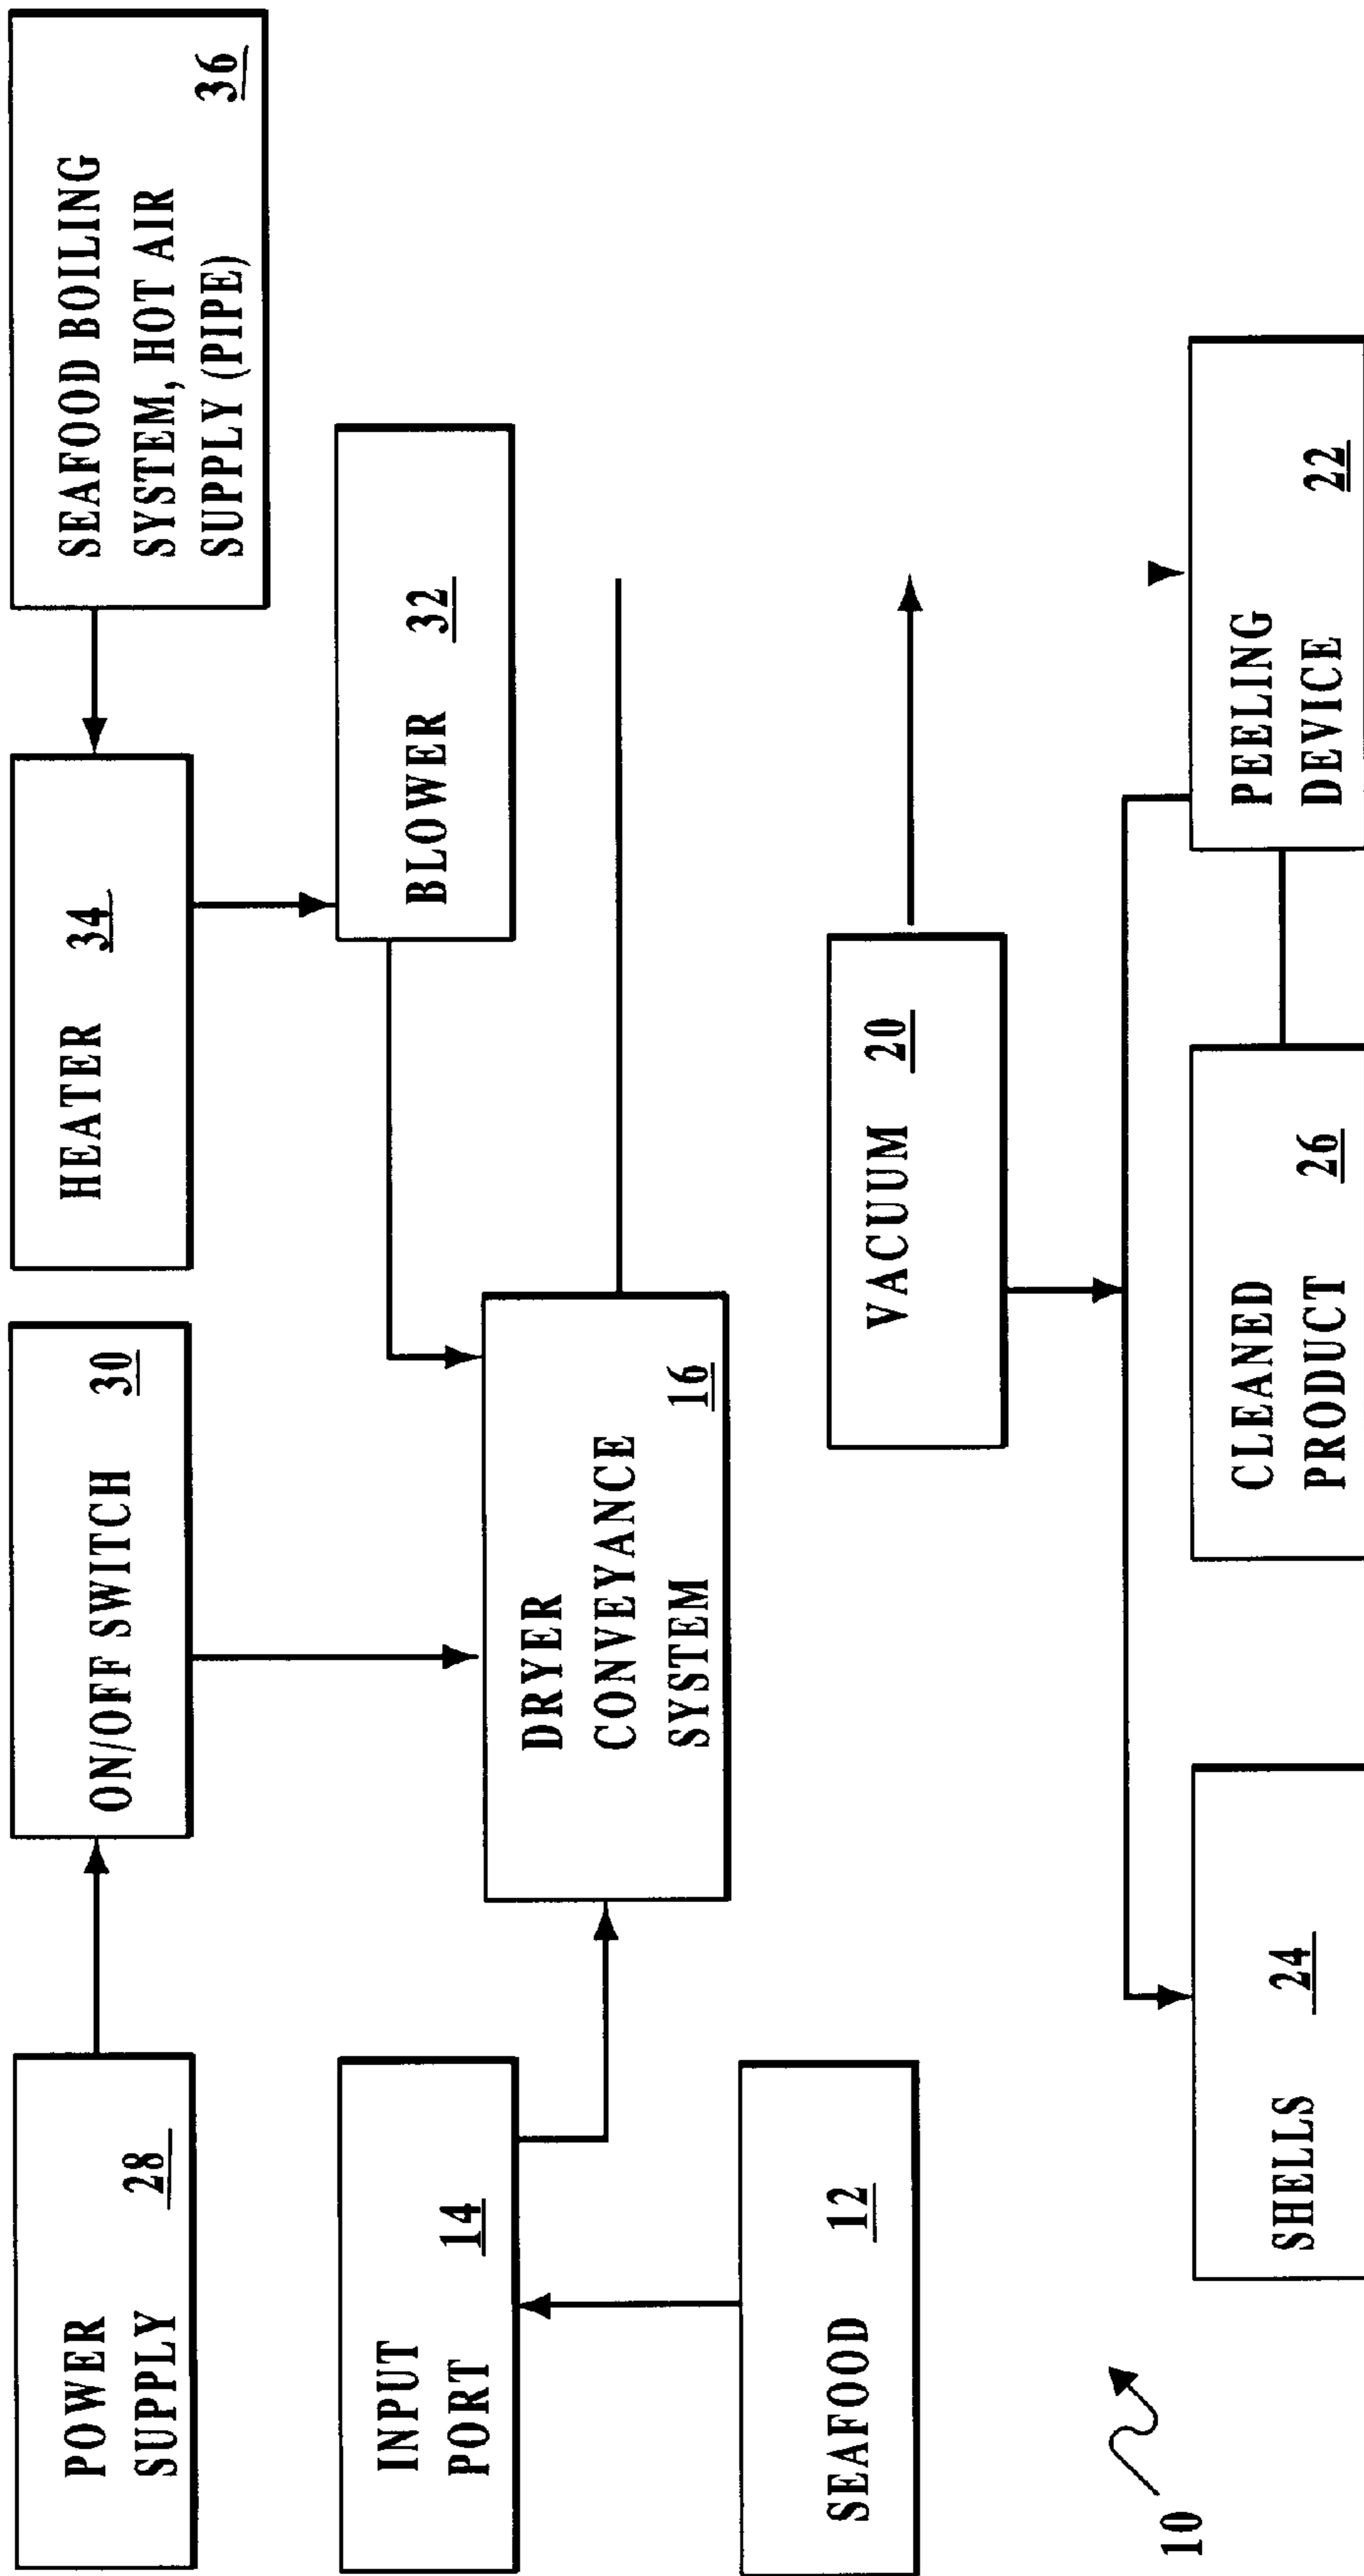 POWER
SUPPLY 28
ON/OFF SWITCH 30
HEATER 34
SEAFOOD BOILING
SYSTEM, HOT AIR
SUPPLY (PIPE)
36
INPUT
PORT 14
BLOWER 32
DRYER
CONVEYANCE
SYSTEM 16
SEAFOOD 12
VACUUM 20
10
SHELLS 24
CLEANED
PRODUCT 26
PEELING
DEVICE 22